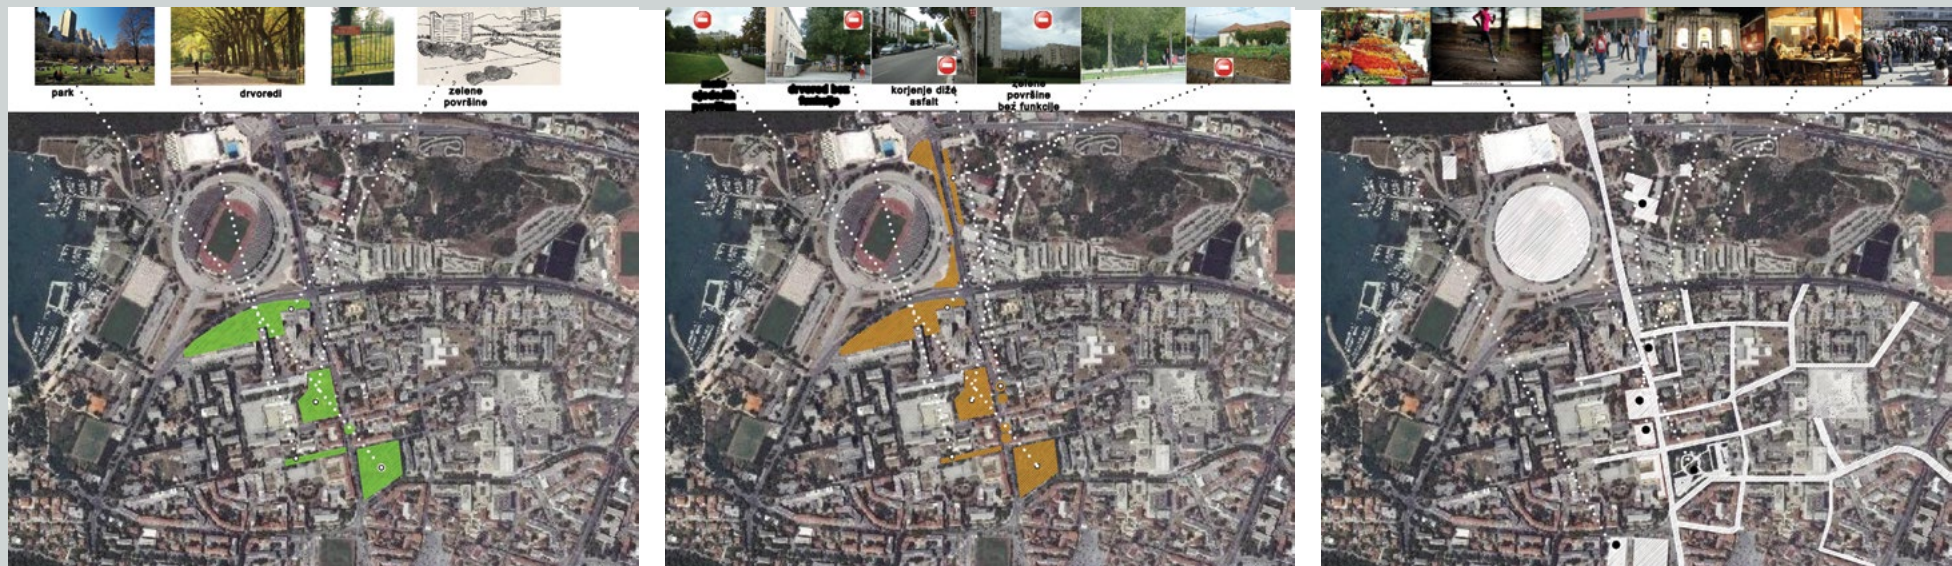 park
drvoredi
zelene
površine
drvored bez
funkcije
korjenje diže
asfalt
zelene
površine
bez funkcije